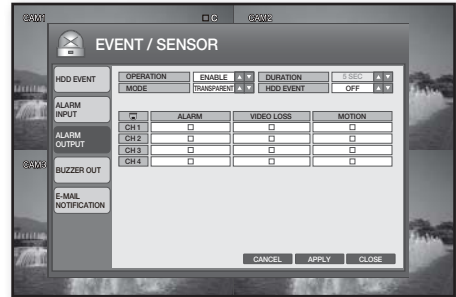 CAM1
C
CAM2
EVENT / SENSOR
HDD EVENT
OPERATION ENABLE DURATION 5 SEC
MODE TRANSPARENT HDD EVENT OFF
ALARM
INPUT
ALARM VIDEO LOSS MOTION
CH 1
ALARM
OUTPUT
CH 2
CH 3
CH 4
CAM3
BUZZER OUT
E-MAIL
NOTIFICATION
CANCEL APPLY CLOSE